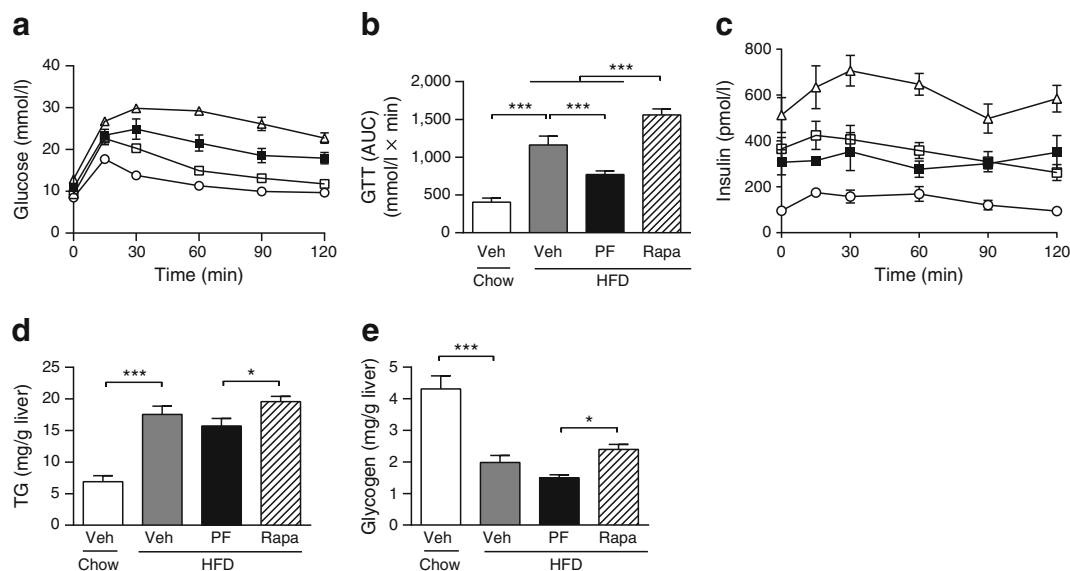 a
Glucose (mmol/l)
40
30
20
10
0
0 30 60 90 120
Time (min)
b
GTT (AUC)
(mmol/l × min)
2,000
1,500
1,000
500
0
***
*** ***
Veh Veh PF Rapa
Chow HFD
c
Insulin (pmol/l)
800
600
400
200
0
0 30 60 90 120
Time (min)
d
TG (mg/g liver)
25
20
15
10
5
0
*** *
Veh Veh PF Rapa
Chow HFD
e
Glycogen (mg/g liver)
5
4
3
2
1
0
***
*
Veh Veh PF Rapa
Chow HFD